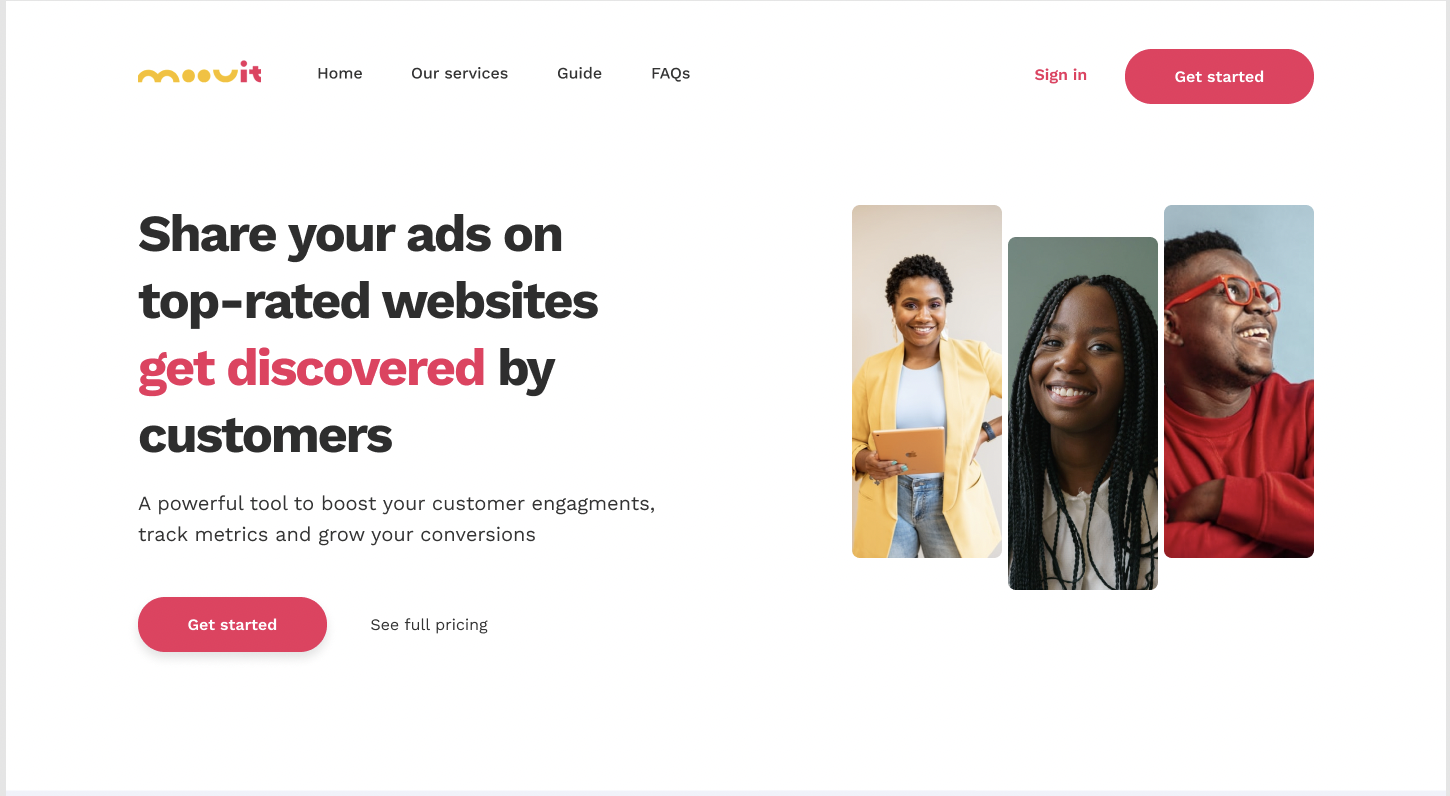 moovit
Home
Our services
Guide
FAQs
Sign in
Get started
Share your ads on
top-rated websites
get discovered by
customers
A powerful tool to boost your customer engagments,
track metrics and grow your conversions
Get started
See full pricing